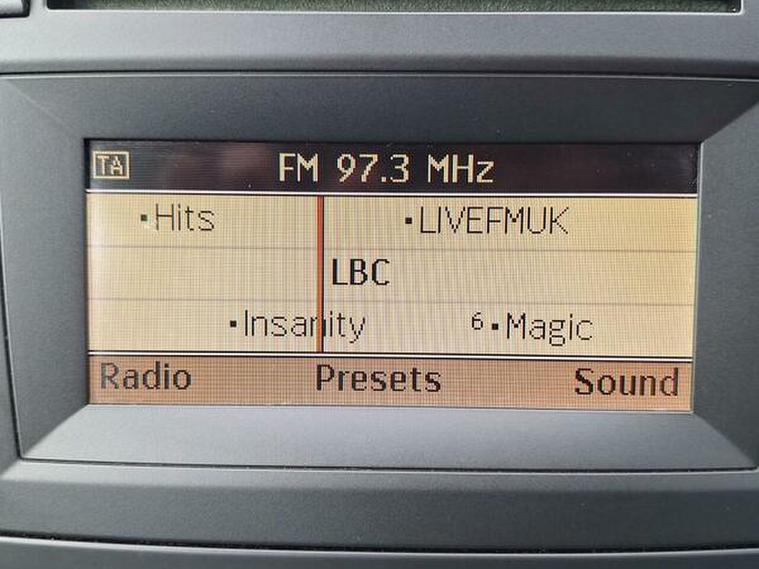 TA FM 97.3 MHz
▪Hits ▪LIVEFMUK
LBC
▪Insanity 6▪Magic
Radio Presets Sound